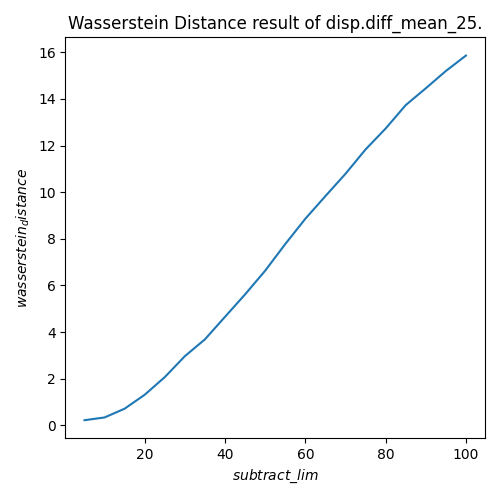 Wasserstein Distance result of disp.diff_mean_25.
16
14
12
10
8
6
4
2
0
wasserstein_distance
20 40 60 80 100
subtract_lim